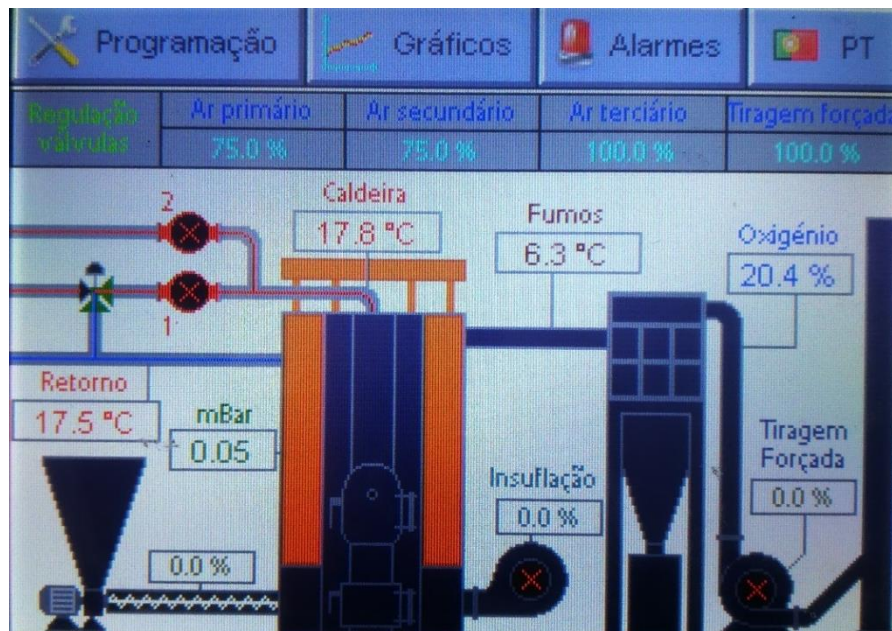 Programação
Gráficos
Alarmes
PT
Regulação
válvulas
Ar primário
Ar secundário
Ar terciário
Tiragem forçada
75.0 %
75.0 %
100.0 %
100.0 %
2
Caldeira
17.8 °C
Fumos
6.3 °C
Oxigénio
20.4 %
1
Retorno
17.5 °C
mBar
0.05
Tiragem
Forçada
0.0 %
Insuflação
0.0 %
0.0 %